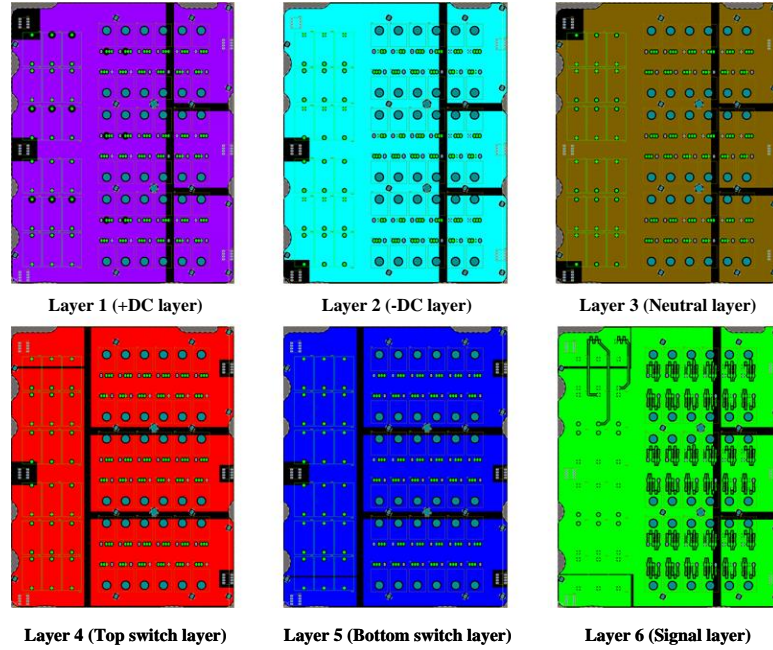 Layer 1 (+DC layer)
Layer 2 (-DC layer)
Layer 3 (Neutral layer)
Layer 4 (Top switch layer)
Layer 5 (Bottom switch layer)
Layer 6 (Signal layer)